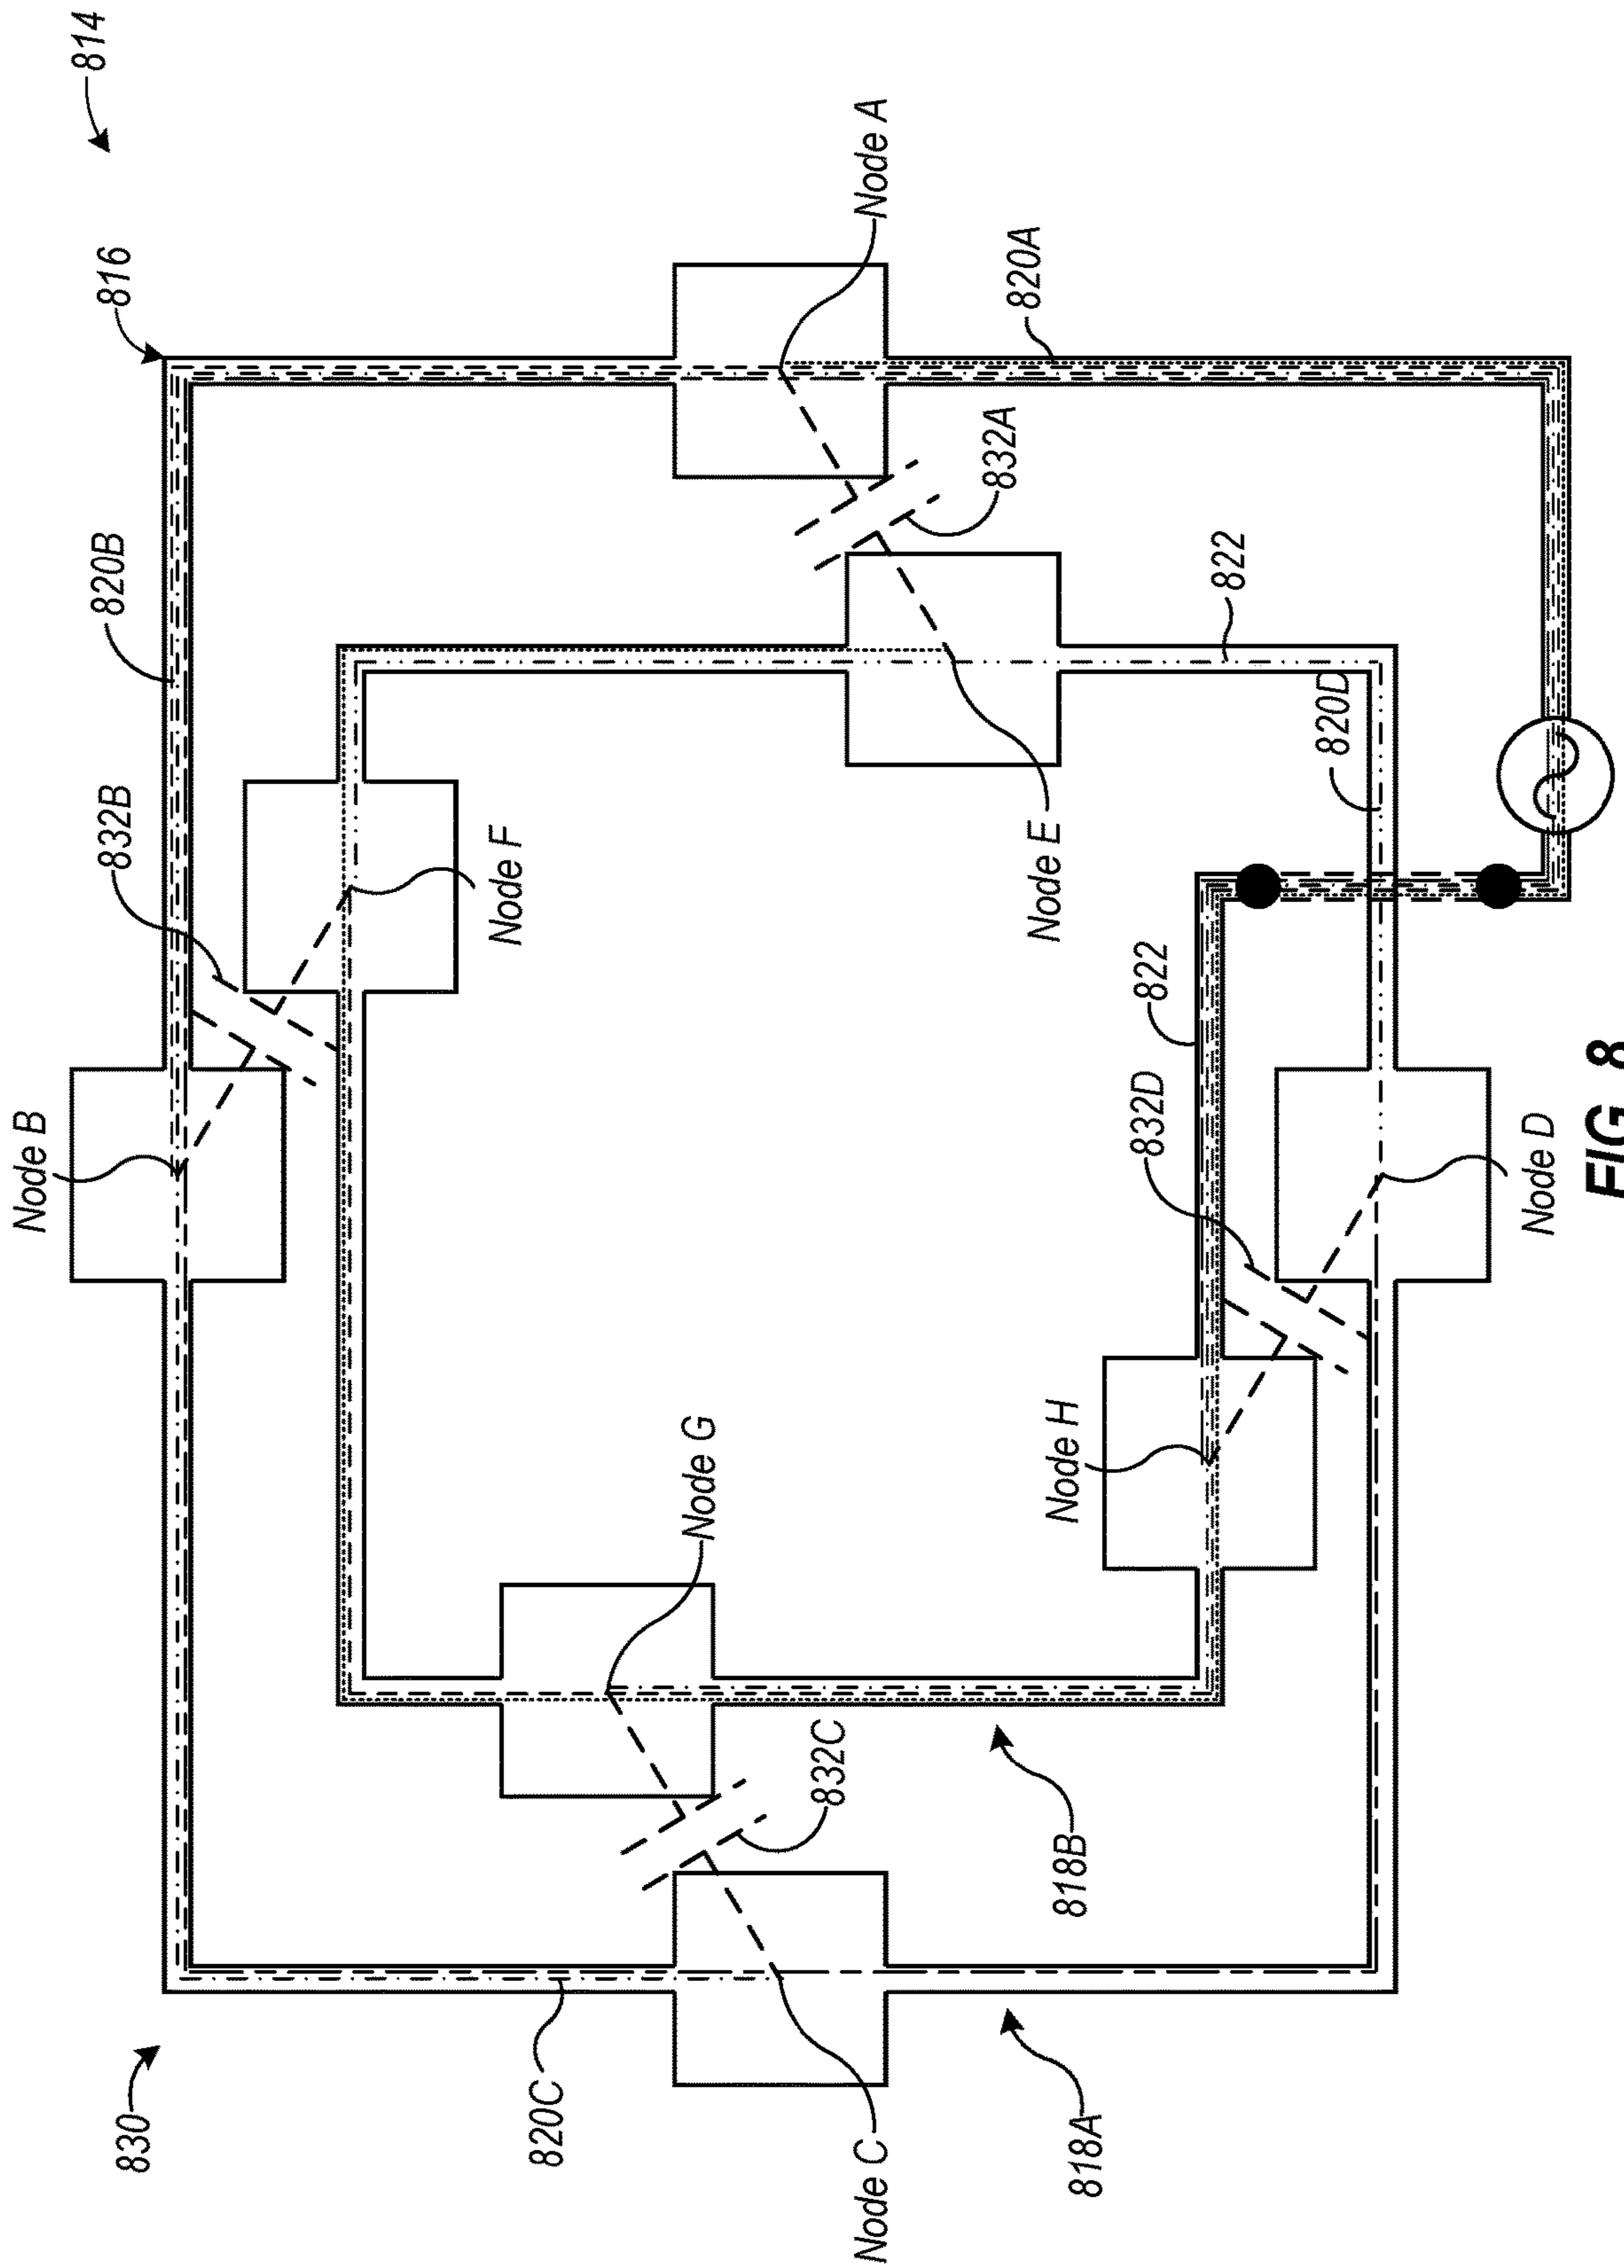 814
816
Node A
820A
832A
820B
822
820D
832B
Node F
Node E
Node B
822
832D
Node D
Node H
Node G
832C
818B
830
820C
Node C
818A
FIG. 8